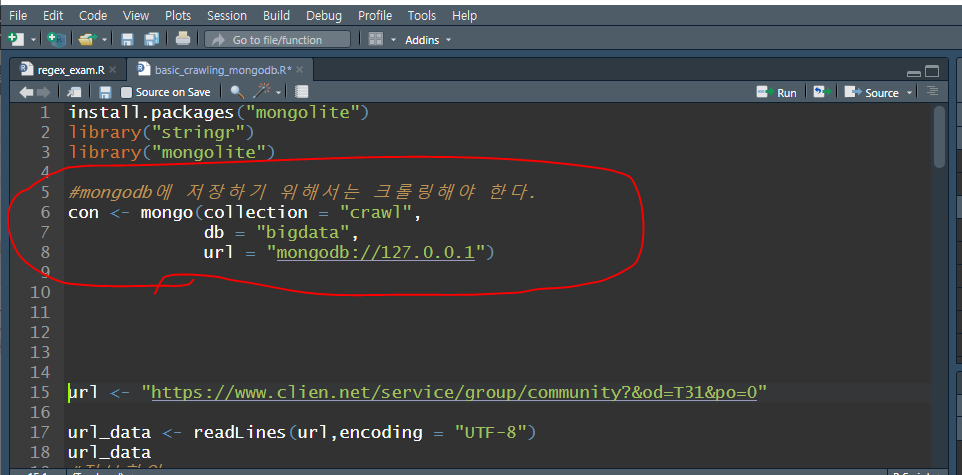 File Edit Code View Plots Session Build Debug Profile Tools Help
Go to file/function Addins
regex_exam.R basic_crawling_mongodb.R*
Source on Save Run Source
1 install.packages("mongolite")
2 library("stringr")
3 library("mongolite")
4
5 #mongodb에 저장하기 위해서는 크롤링해야 한다.
6 con <- mongo(collection = "crawl",
7 db = "bigdata",
8 url = "mongodb://127.0.0.1")
9
10
11
12
13
14
15 url <- "https://www.clien.net/service/group/community?&od=T31&po=0"
16
17 url_data <- readLines(url,encoding = "UTF-8")
18 url_data